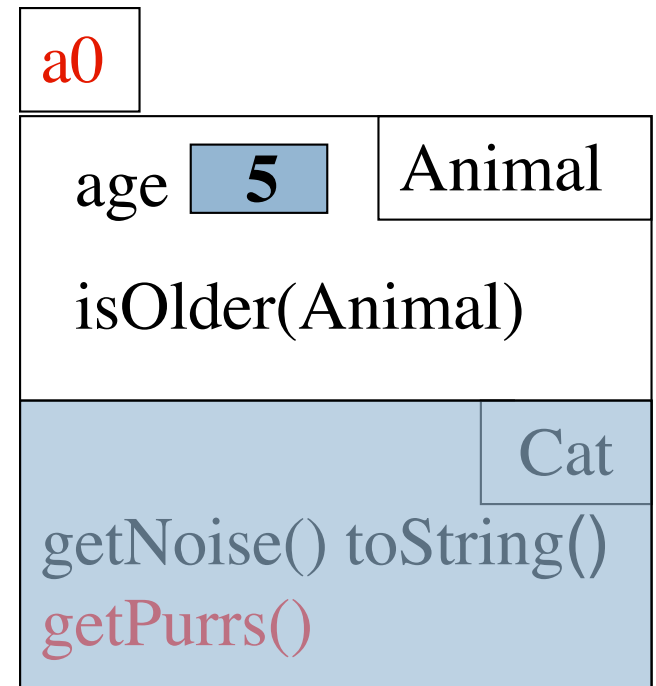 a0
Animal
age 5
isOlder(Animal)
Cat
getNoise() toString()
getPurrs()